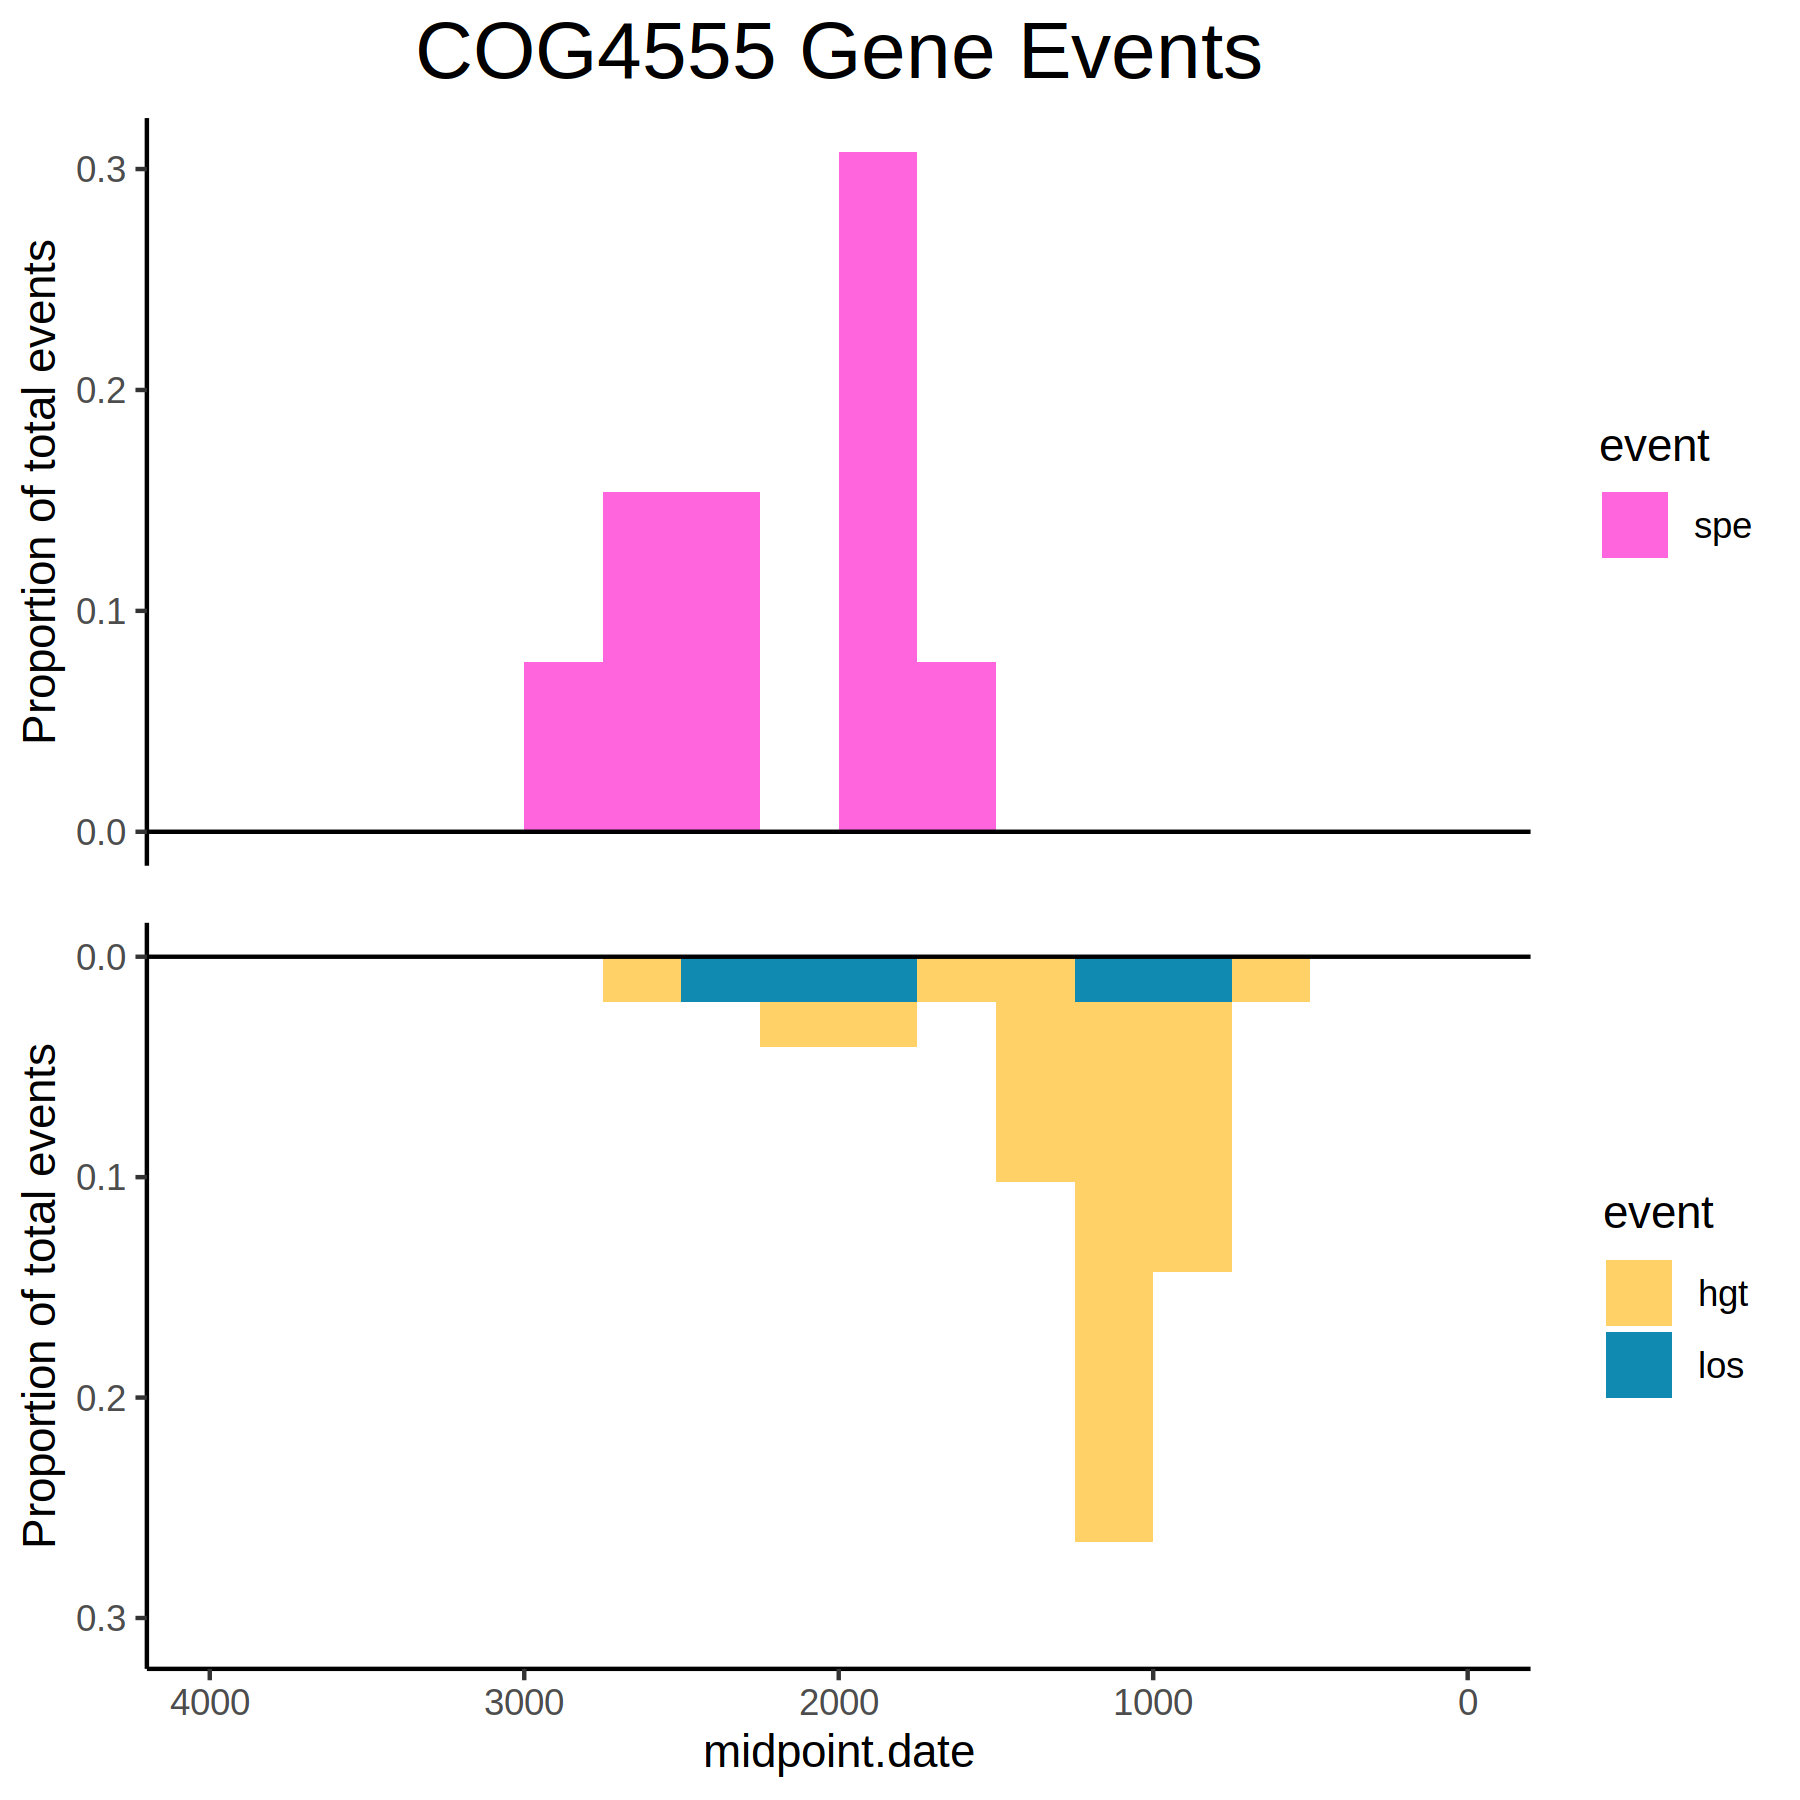 COG4555 Gene Events
Proportion of total events
0.3
0.2
0.1
0.0
event
spe
Proportion of total events
0.0
0.1
0.2
0.3
event
hgt
los
4000 3000 2000 1000 0
midpoint.date